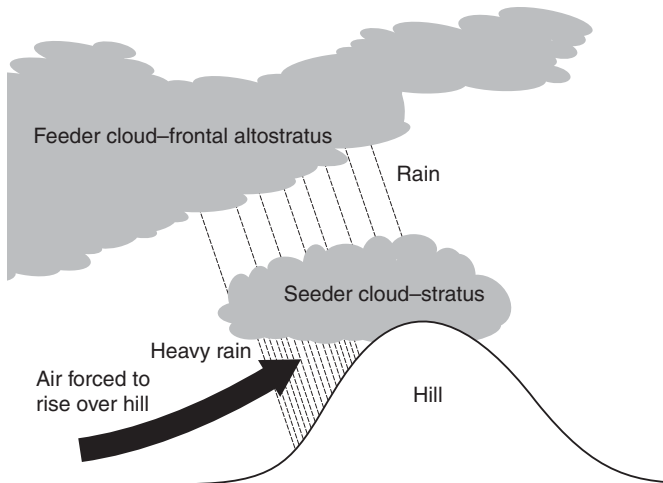 Feeder cloud–frontal altostratus
Rain
Seeder cloud–stratus
Heavy rain
Air forced to
rise over hill
Hill